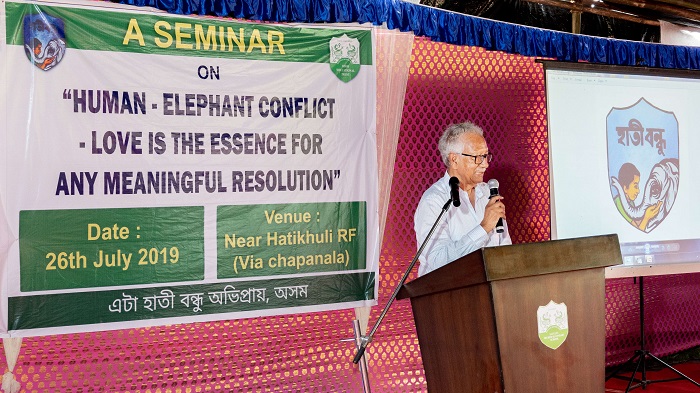 A SEMINAR
ON
“HUMAN - ELEPHANT CONFLICT
- LOVE IS THE ESSENCE FOR
ANY MEANINGFUL RESOLUTION”
Date :
26th July 2019
Venue :
Near Hatikhuli RF
(Via chapanala)
এটা হাতী বন্ধু অভিপ্ৰায়, অসম
হাতী বন্ধু